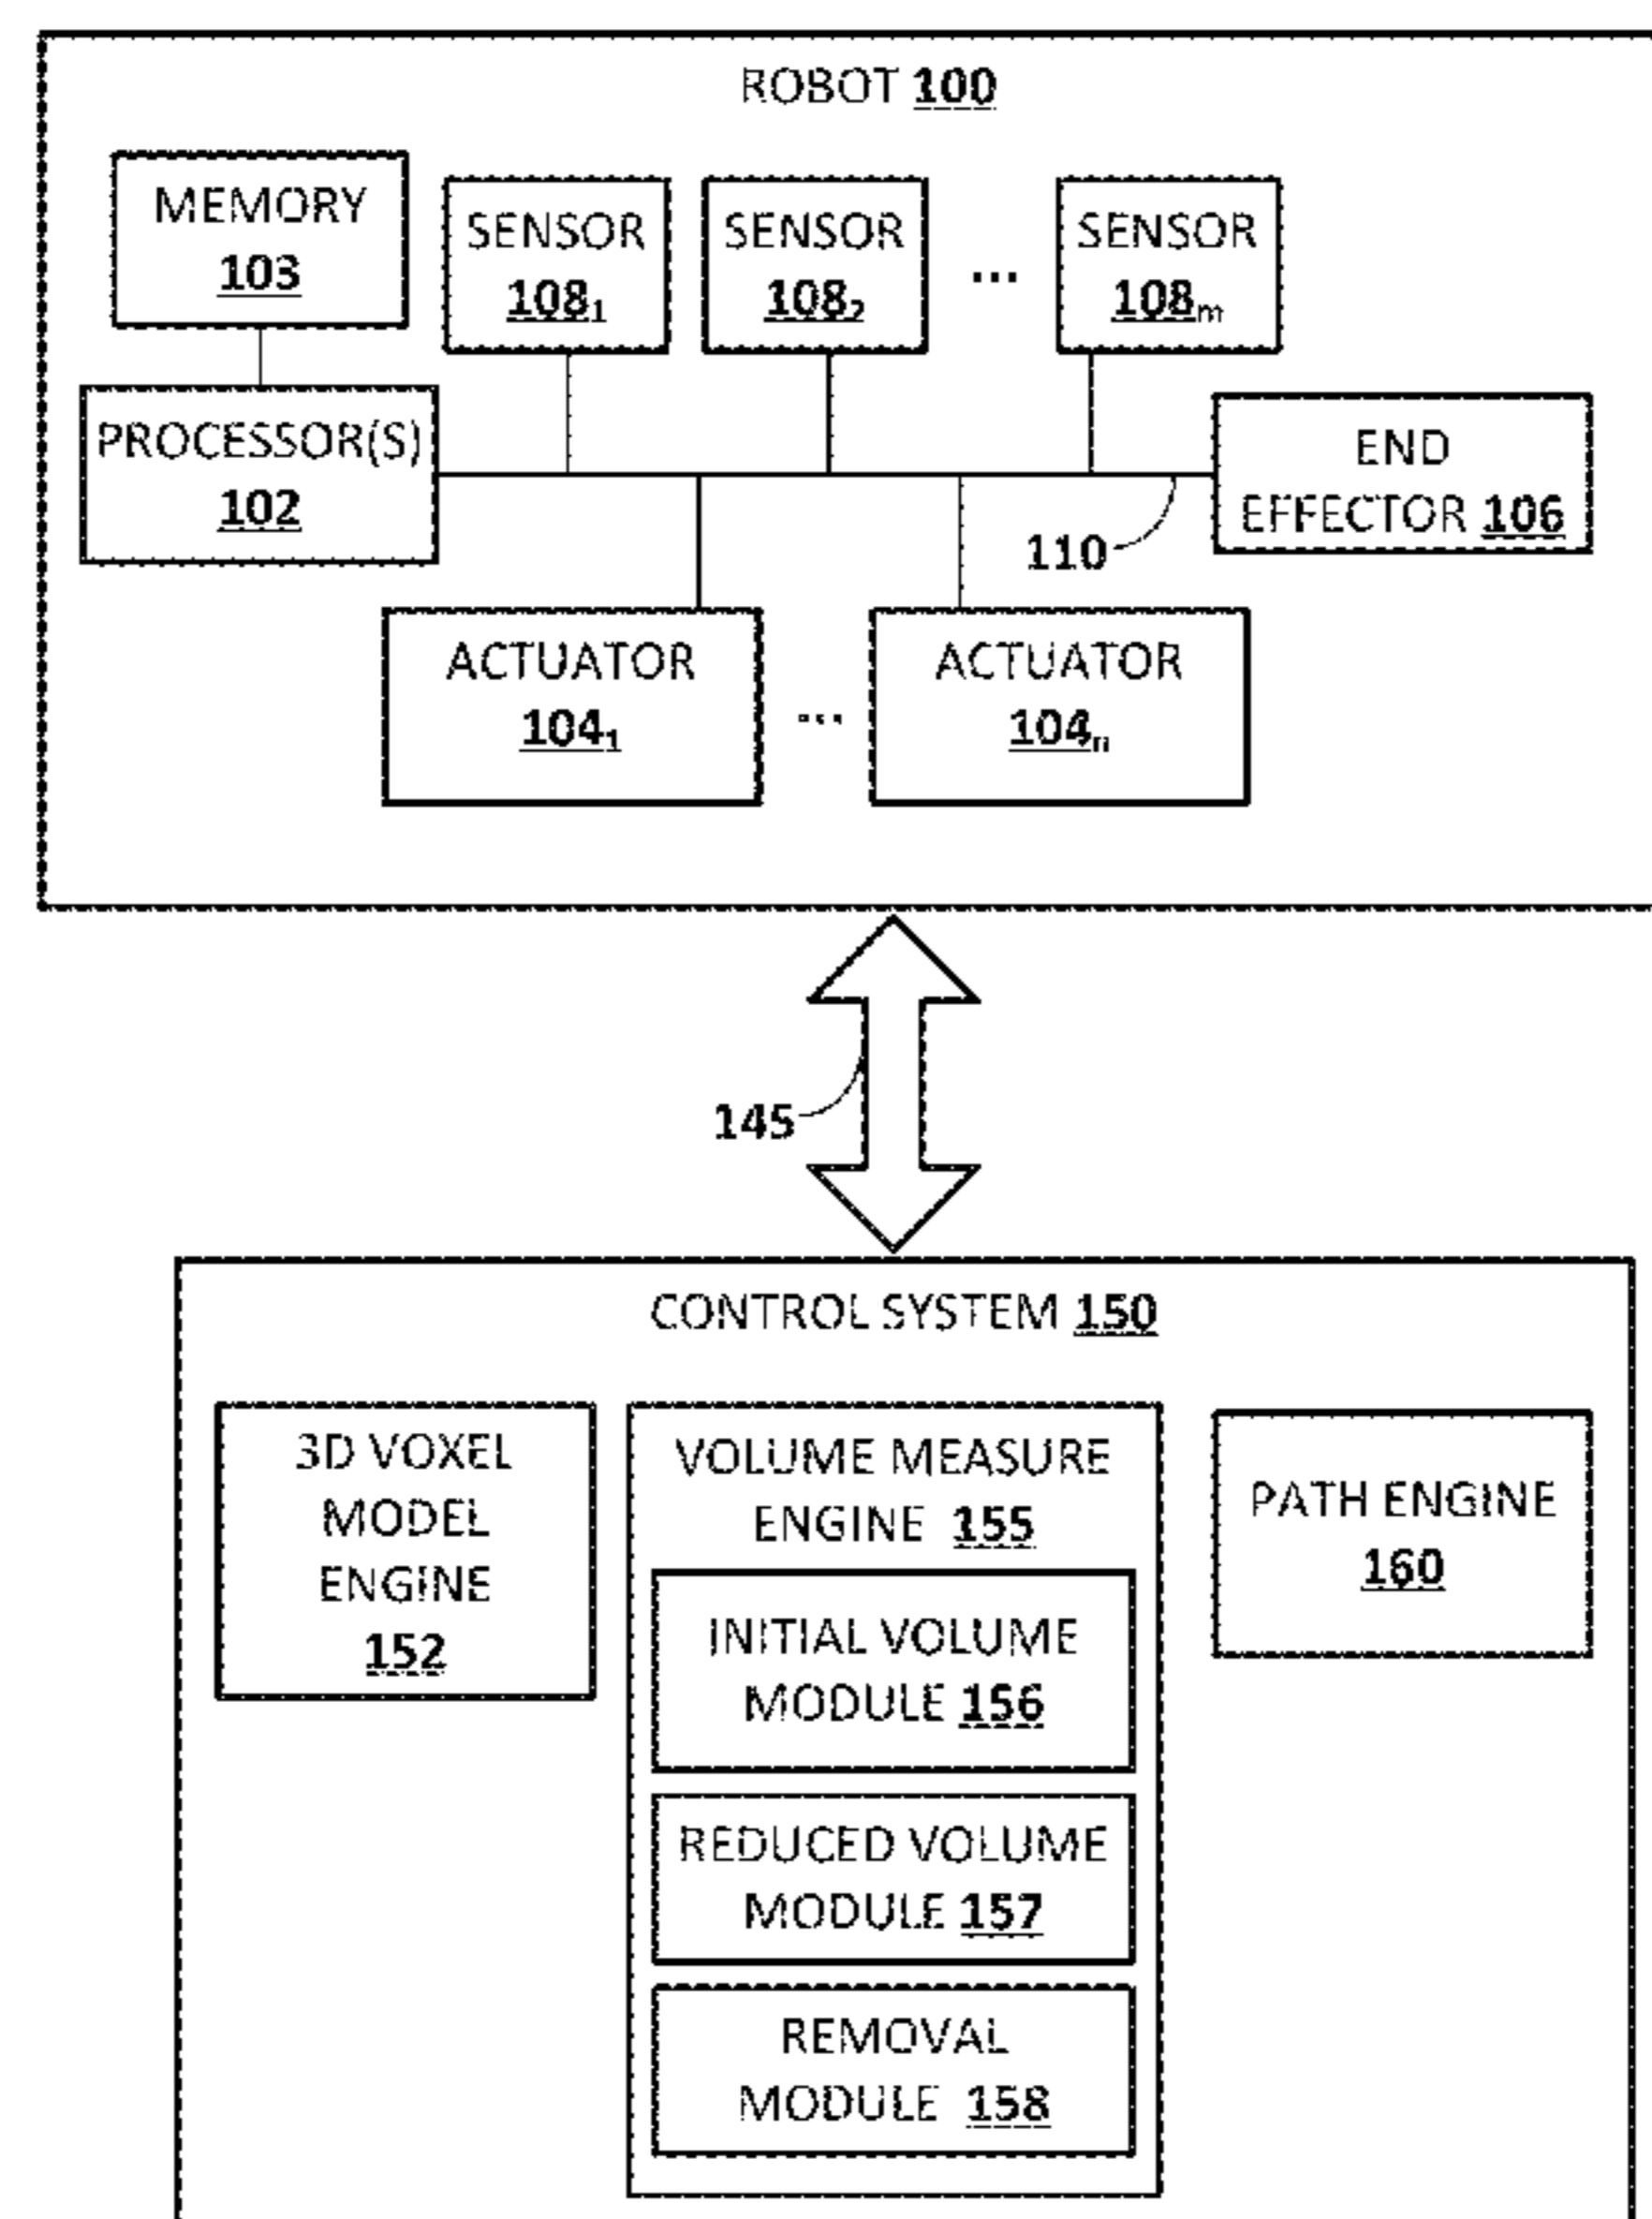 ROBOT 100
MEMORY
103
SENSOR
108₁
SENSOR
108₂
...
SENSOR
108ₘ
PROCESSOR(S)
102
END
EFFECTOR 106
110
ACTUATOR
104₁
...
ACTUATOR
104ₙ
145
CONTROL SYSTEM 150
3D VOXEL
MODEL
ENGINE
152
VOLUME MEASURE
ENGINE 155
INITIAL VOLUME
MODULE 156
REDUCED VOLUME
MODULE 157
REMOVAL
MODULE 158
PATH ENGINE
160